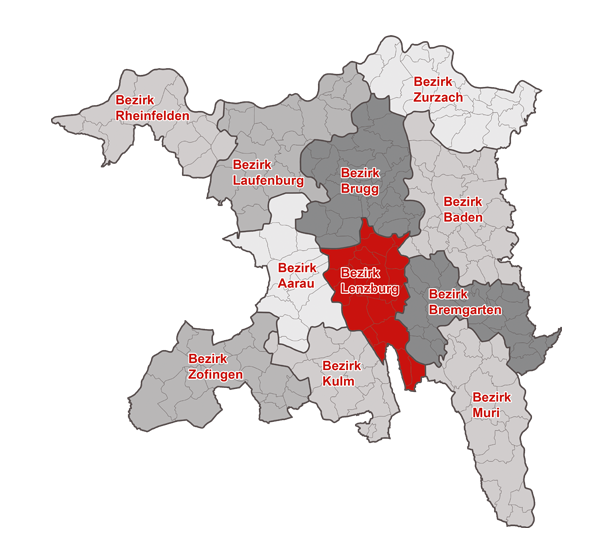 Bezirk
Zurzach
Bezirk
Rheinfelden
Bezirk
Laufenburg
Bezirk
Brugg
Bezirk
Baden
Bezirk
Aarau
Bezirk
Lenzburg
Bezirk
Bremgarten
Bezirk
Zofingen
Bezirk
Kulm
Bezirk
Muri